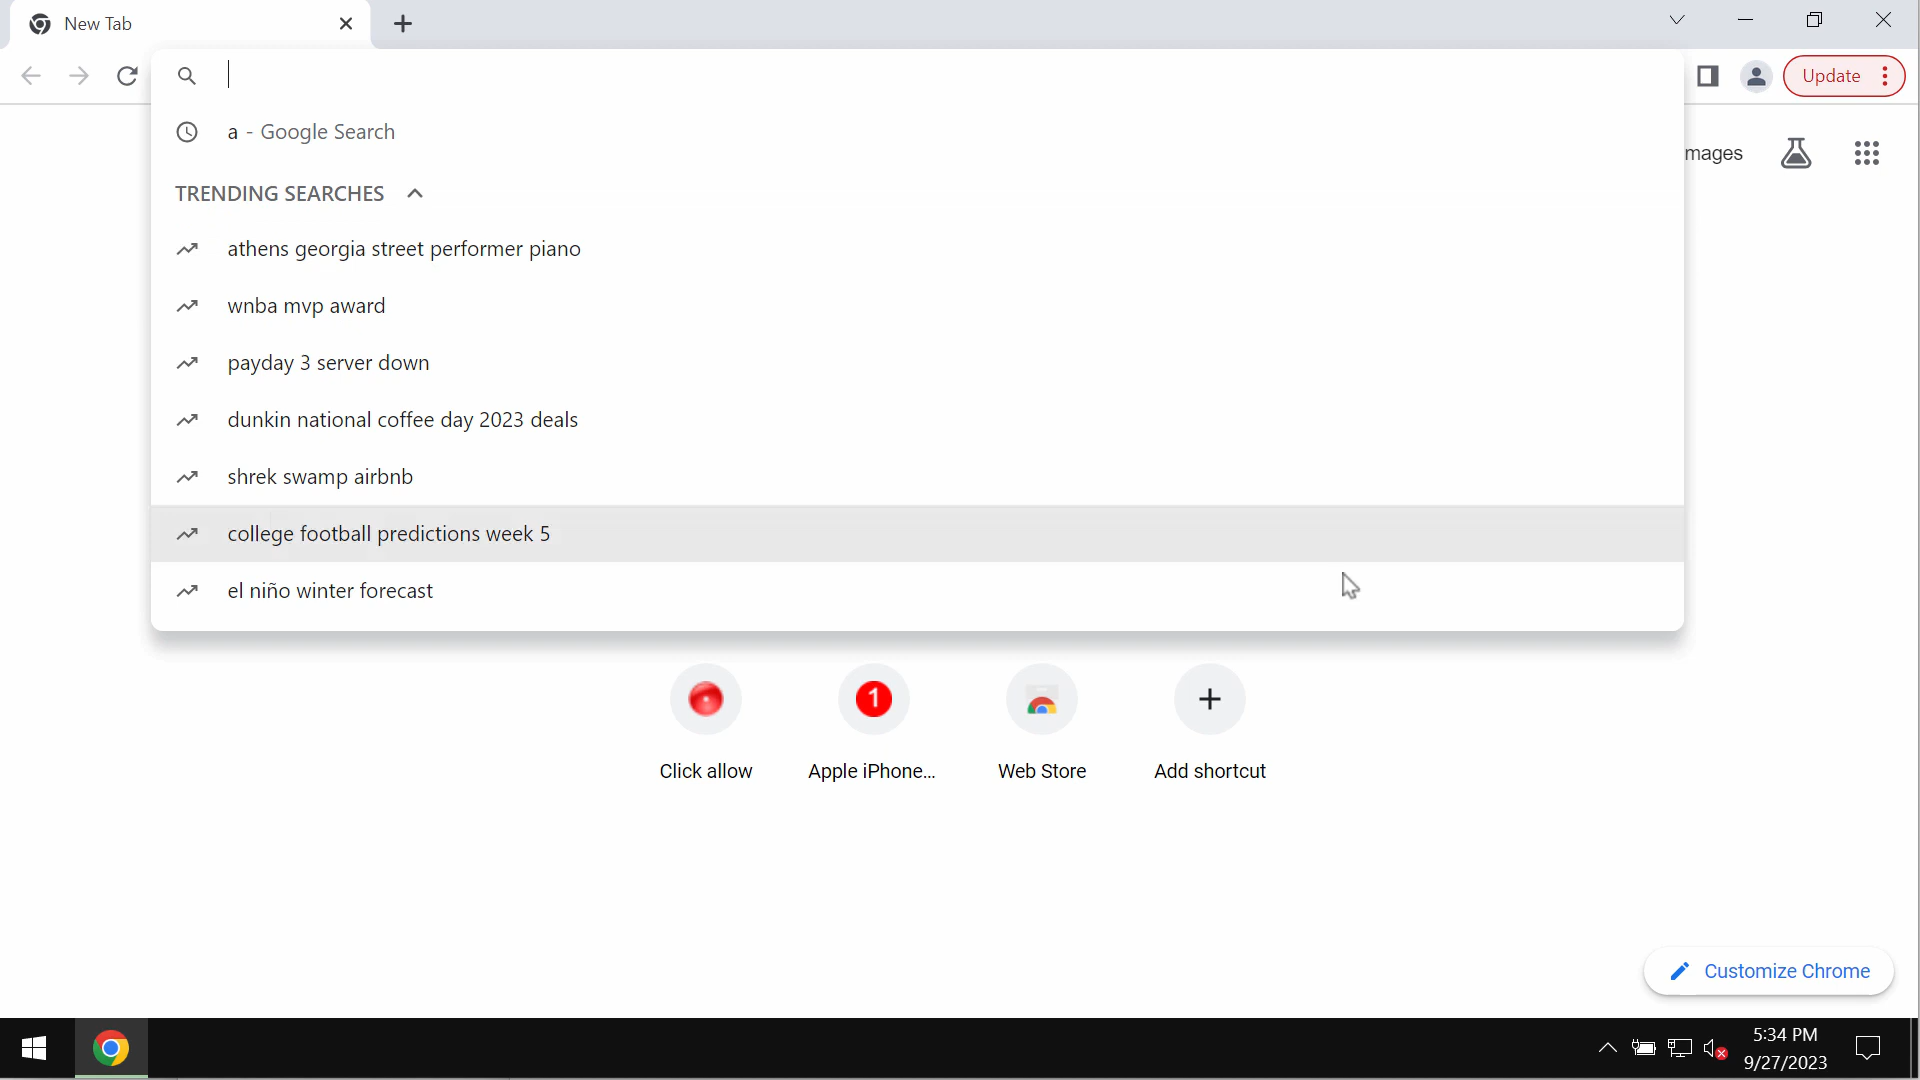 New Tab
Update
a - Google Search
mages
TRENDING SEARCHES
athens georgia street performer piano
wnba mvp award
payday 3 server down
dunkin national coffee day 2023 deals
shrek swamp airbnb
college football predictions week 5
el niño winter forecast
1
Click allow
Apple iPhone...
Web Store
Add shortcut
Customize Chrome
5:34 PM
9/27/2023